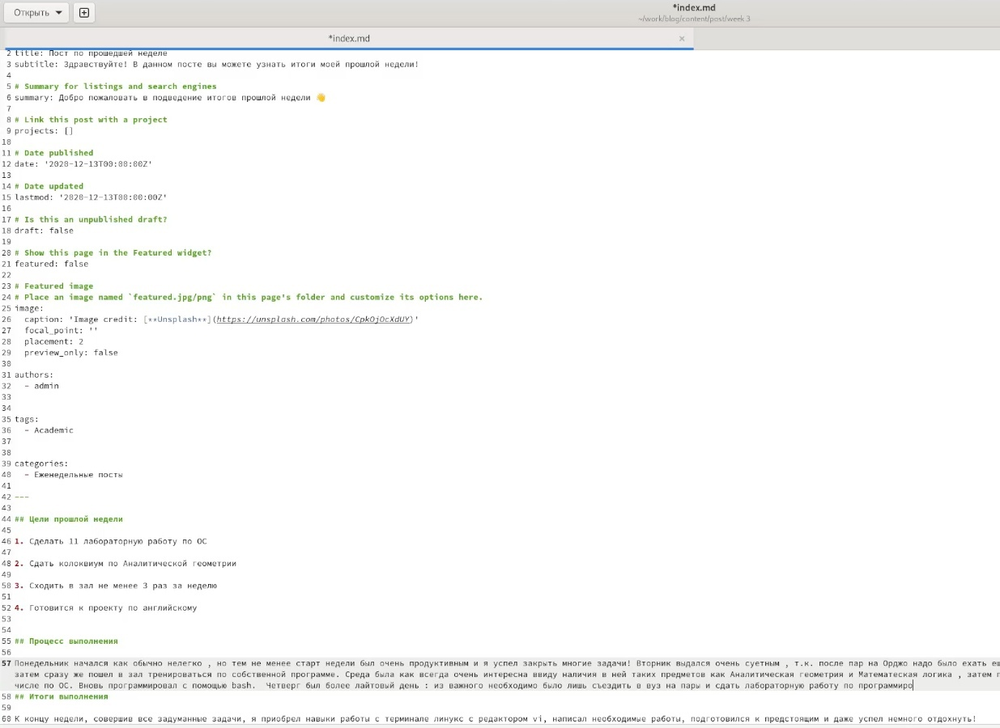 Открыть
*index.md
~/work/blog/content/post/week 3
*index.md
2 title: Пост по прошедшей неделе
3 subtitle: Здравствуйте! В данном посте вы можете узнать итоги моей прошлой недели!
4
5 # Summary for listings and search engines
6 summary: Добро пожаловать в подведение итогов прошлой недели 👋
7
8 # Link this post with a project
9 projects: []
10
11 # Date published
12 date: '2020-12-13T00:00:00Z'
13
14 # Date updated
15 lastmod: '2020-12-13T00:00:00Z'
16
17 # Is this an unpublished draft?
18 draft: false
19
20 # Show this page in the Featured widget?
21 featured: false
22
23 # Featured image
24 # Place an image named `featured.jpg/png` in this page's folder and customize its options here.
25 image:
26   caption: 'Image credit: [**Unsplash**](https://unsplash.com/photos/CpkOjOcXdUY)'
27   focal_point: ''
28   placement: 2
29   preview_only: false
30
31 authors:
32   - admin
33
34
35 tags:
36   - Academic
37
38
39 categories:
40   - Еженедельные посты
41
42 ---
43
44 ## Цели прошлой недели
45
46 1. Сделать 11 лабораторную работу по ОС
47
48 2. Сдать колоквиум по Аналитической геометрии
49
50 3. Сходить в зал не менее 3 раз за неделю
51
52 4. Готовится к проекту по английскому
53
54
55 ## Процесс выполнения
56
57 Понедельник начался как обычно нелегко , но тем не менее старт недели был очень продуктивным и я успел закрыть многие задачи! Вторник выдался очень суетным , т.к. после пар на Орджо надо было ехать
затем сразу же пошел в зал тренироваться по собственной программе. Среда была как всегда очень интересна ввиду наличия в ней таких предметов как Аналитическая геометрия и Математеская логика , затем
числе по ОС. Вновь программировал с помощью bash.  Четверг был более лайтовый день : из важного необходимо было лишь съездить в вуз на пары и сдать лабораторную работу по программиро
58 ## Итоги выполнения
59
60 К концу недели, совершив все задуманные задачи, я приобрел навыки работы с терминале линукс с редактором vi, написал необходимые работы, подготовился к предстоящим и даже успел немного отдохнуть!